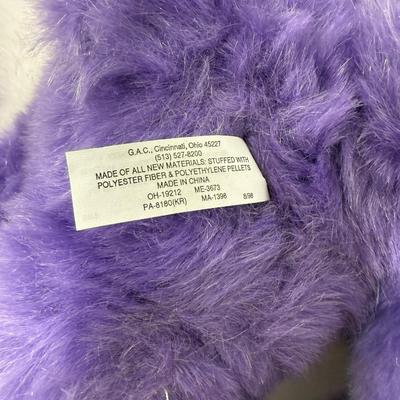 G.A.C., Cincinnati, Ohio 45227
(513) 527-8200
MADE OF ALL NEW MATERIALS: STUFFED WITH
POLYESTER FIBER & POLYETHYLENE PELLETS
MADE IN CHINA
OH-19212 ME-3673
PA-8180(KR) MA-1398 8/98